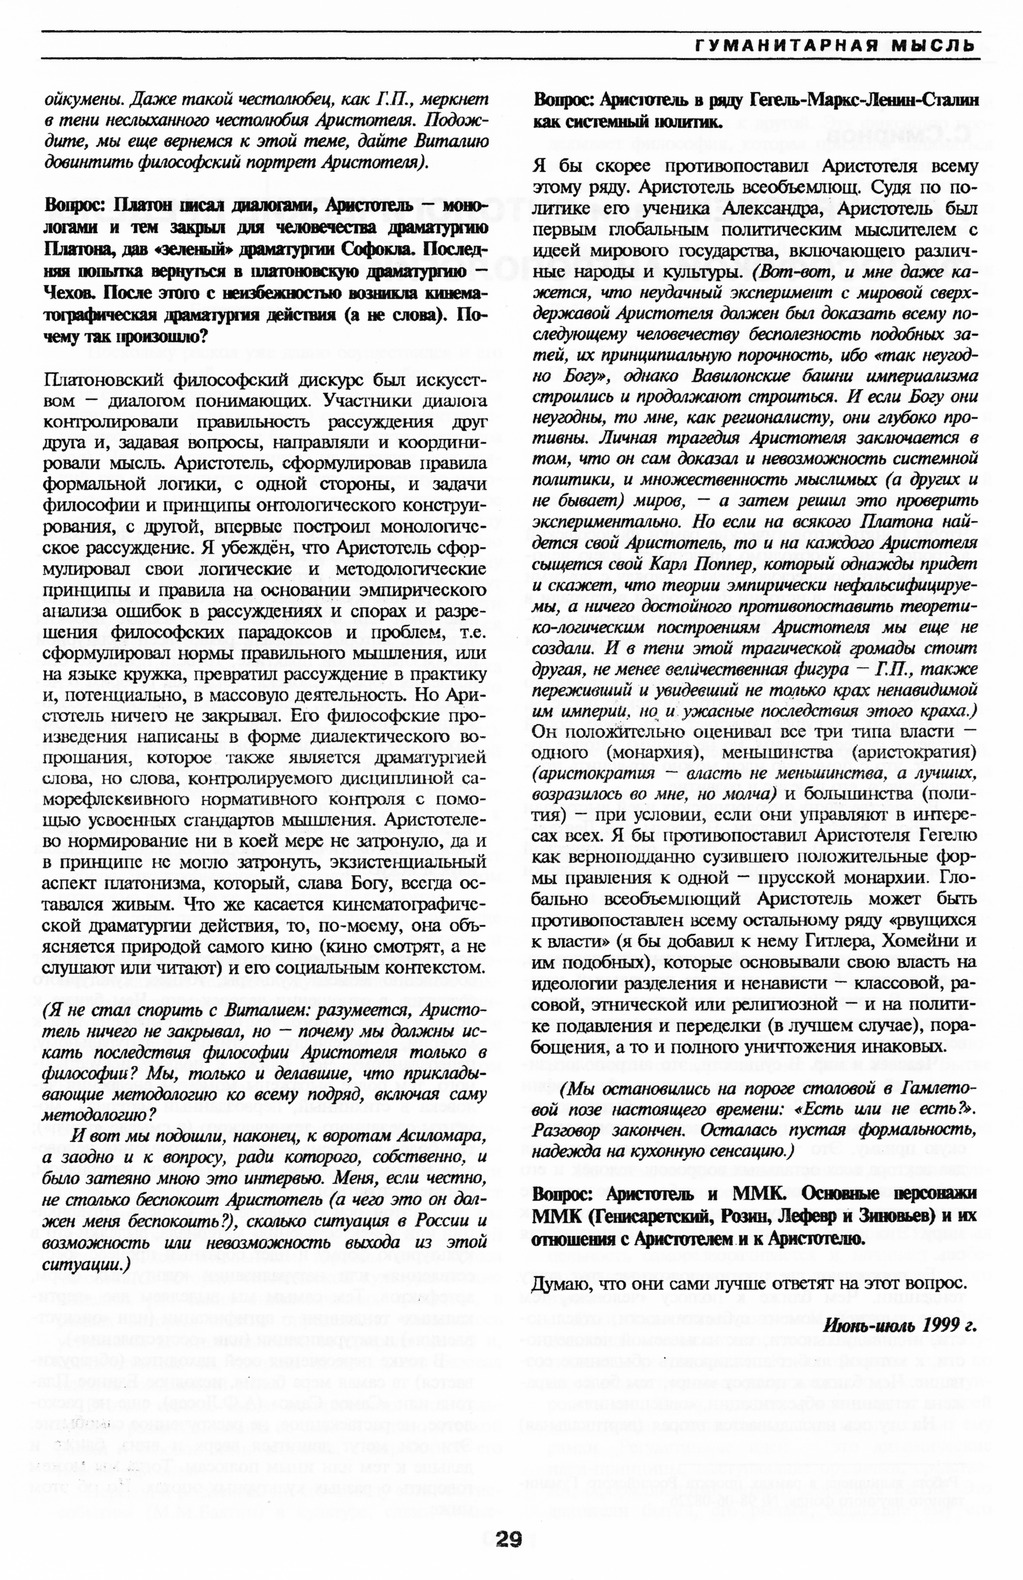 ГУМАНИТАРНАЯ МЫСЛЬ
ойкумены. Даже такой честолюбец, как Г.П., меркнет
в тени неслыханного честолюбия Аристотеля. Подож-
дите, мы еще вернемся к этой теме, дайте Виталию
довинтить философский портрет Аристотеля).
Вопрос: Платон писал диалогами, Аристотель — моно-
логами и тем закрыл для человечества драматургию
Платона, дав «зеленый» драматургии Софокла. Послед-
няя попытка вернуться в платоновскую драматургию —
Чехов. После этого с неизбежностью возникла кинема-
тографическая драматургия действия (а не слова). По-
чему так произошло?
Платоновский философский дискурс был искусст-
вом — диалогом понимающих. Участники диалога
контролировали правильность рассуждения друг
друга и, задавая вопросы, направляли и координи-
ровали мысль. Аристотель, сформулировав правила
формальной логики, с одной стороны, и задачи
философии и принципы онтологического конструи-
рования, с другой, впервые построил монологиче-
ское рассуждение. Я убеждён, что Аристотель сфор-
мулировал свои логические и методологические
принципы и правила на основании эмпирического
анализа ошибок в рассуждениях и спорах и разре-
шения философских парадоксов и проблем, т.е.
сформулировал нормы правильного мышления, или
на языке кружка, превратил рассуждение в практику
и, потенциально, в массовую деятельность. Но Ари-
стотель ничего не закрывал. Его философские про-
изведения написаны в форме диалектического во-
прошания, которое также является драматургией
слова, но слова, контролируемого дисциплиной са-
морефлексивного нормативного контроля с помо-
щью усвоенных стандартов мышления. Аристотеле-
во нормирование ни в коей мере не затронуло, да и
в принципе не могло затронуть, экзистенциальный
аспект платонизма, который, слава Богу, всегда ос-
тавался живым. Что же касается кинематографиче-
ской драматургии действия, то, по-моему, она объ-
ясняется природой самого кино (кино смотрят, а не
слушают или читают) и его социальным контекстом.
(Я не стал спорить с Виталием: разумеется, Аристо-
тель ничего не закрывал, но — почему мы должны ис-
кать последствия философии Аристотеля только в
философии? Мы, только и делавшие, чтоприклады-
вающие методологию ко всему подряд, включая саму
методологию?
И вот мы подошли, наконец, к воротам Асиломара,
а заодно и к вопросу, ради которого, собственно, и
было затеяно мною это интервью. Меня, если честно,
не столько беспокоит Аристотель (а чего это он дол-
жен меня беспокоить?), сколько ситуация в России и
возможность или невозможность выхода из этой
ситуации.)
Вопрос: Аристотель в ряду Гегель-Маркс-Ленин-Сталин
как системный политик.
Я бы скорее противопоставил Аристотеля всему
этому ряду. Аристотель всеобъемлющ. Судя по по-
литике его ученика Александра, Аристотель был
первым глобальным политическим мыслителем с
идеей мирового государства, включающего различ-
ные народы и культуры. (Вот-вот, и мне даже ка-
жется, что неудачный эксперимент с мировой сверх-
державой Аристотеля должен был доказать всему по-
следующему человечеству бесполезность подобных за-
тей, их принципиальную порочность, ибо «так неугод-
но Богу», однако Вавилонские башни империализма
строились и продолжают строиться. И если Богу они
неугодны, то мне, как регионалисту, они глубоко про-
тивны. Личная трагедия Аристотеля заключается в
том, что он сам доказал и невозможность системной
политики, и множественность мыслимых (а других и
не бывает) миров, — а затем решил это проверить
экспериментально. Но если на всякого Платона най-
дется свой Аристотель, то и на каждого Аристотеля
сыщется свой Карл Поппер, который однажды придет
и скажет, что теории эмпирически нефальсифицируе-
мы, а ничего достойного противопоставить теорети-
ко-логическим построениям Аристотеля мы еще не
создали. И в тени этой трагической громады стоит
другая, не менее величественная фигура — Г.П., также
переживший и увидевший не только крах ненавидимой
им империи, но и ужасные последствия этого краха.)
Он положительно оценивал все три типа власти —
одного (монархия), меньшинства (аристократия)
(аристократия — власть не меньшинства, а лучших,
возразилось во мне, но молча) и большинства (поли-
тия) — при условии, если они управляют в интере-
сах всех. Я бы противопоставил Аристотеля Гегелю
как верноподданно сузившего положительные фор-
мы правления к одной — прусской монархии. Гло-
бально всеобъемлющий Аристотель может быть
противопоставлен всему остальному ряду «рвущихся
к власти» (я бы добавил к нему Гитлера, Хомейни и
им подобных), которые основывали свою власть на
идеологии разделения и ненависти — классовой, ра-
совой, этнической или религиозной — и на полити-
ке подавления и переделки (в лучшем случае), пора-
бощения, а то и полного уничтожения инаковых.
(Мы остановились на пороге столовой в Гамлето-
вой позе настоящего времени: «Есть или не есть?».
Разговор закончен. Осталась пустая формальность,
надежда на кухонную сенсацию.)
Вопрос: Аристотель и ММК. Основные персонажи
ММК (Генисаретский, Розин, Лефевр и Зиновьев) и их
отношения с Аристотелем и к Аристотелю.
Думаю, что они сами лучше ответят на этот вопрос.
Июнь-июль 1999 г.
29